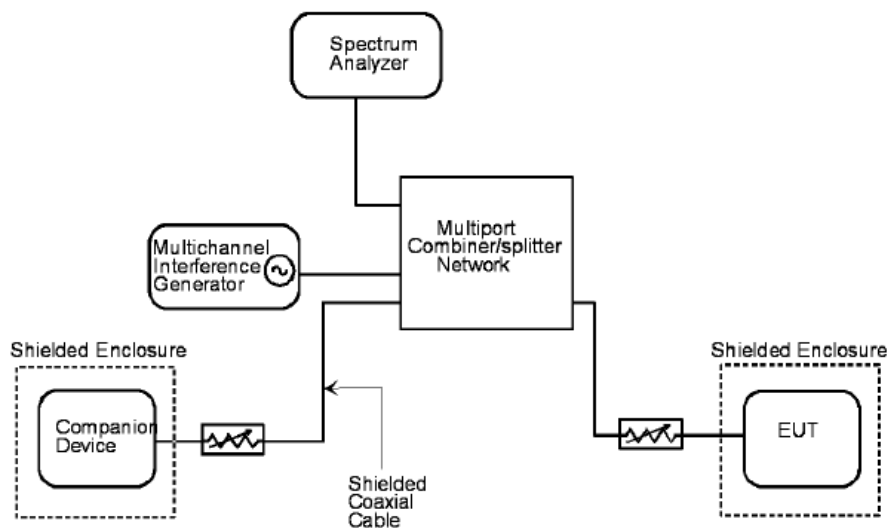 Spectrum
Analyzer
Multiport
Combiner/splitter
Network
Multichannel
Interference
Generator
Shielded Enclosure
Companion
Device
Shielded
Coaxial
Cable
Shielded Enclosure
EUT